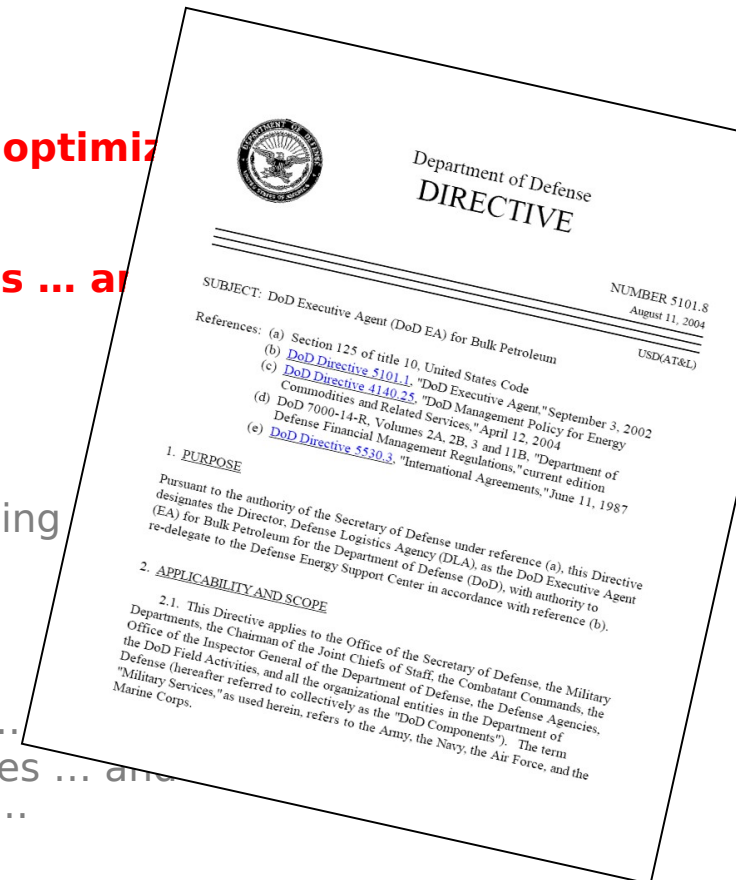 optimiz
s … ar
ing
…
es … and
…
DEPARTMENT OF DEFENSE
UNITED STATES OF AMERICA
Department of Defense
DIRECTIVE
NUMBER 5101.8
August 11, 2004
USD(AT&L)
SUBJECT: DoD Executive Agent (DoD EA) for Bulk Petroleum
References: (a) Section 125 of title 10, United States Code
(b) DoD Directive 5101.1, "DoD Executive Agent," September 3, 2002
(c) DoD Directive 4140.25, "DoD Management Policy for Energy
Commodities and Related Services," April 12, 2004
(d) DoD 7000-14-R, Volumes 2A, 2B, 3 and 11B, "Department of
Defense Financial Management Regulations," current edition
(e) DoD Directive 5530.3, "International Agreements," June 11, 1987
1. PURPOSE
Pursuant to the authority of the Secretary of Defense under reference (a), this Directive
designates the Director, Defense Logistics Agency (DLA), as the DoD Executive Agent
(EA) for Bulk Petroleum for the Department of Defense (DoD), with authority to
re-delegate to the Defense Energy Support Center in accordance with reference (b).
2. APPLICABILITY AND SCOPE
2.1. This Directive applies to the Office of the Secretary of Defense, the Military
Departments, the Chairman of the Joint Chiefs of Staff, the Combatant Commands, the
Office of the Inspector General of the Department of Defense, the Defense Agencies,
the DoD Field Activities, and all the organizational entities in the Department of
Defense (hereafter referred to collectively as the "DoD Components"). The term
"Military Services," as used herein, refers to the Army, the Navy, the Air Force, and the
Marine Corps.